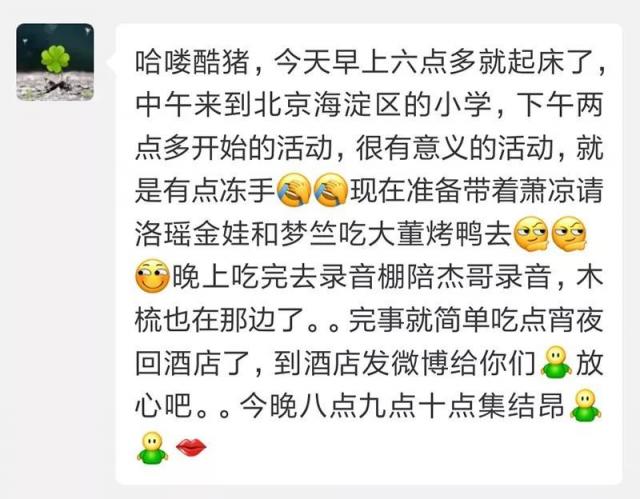 哈喽酷猪，今天早上六点多就起床了，
中午来到北京海淀区的小学，下午两
点多开始的活动，很有意义的活动，就
是有点冻手🤦🤦现在准备带着萧凉请
洛瑶金娃和梦竺吃大董烤鸭去
晚上吃完去录音棚陪杰哥录音，木
梳也在那边了。。完事就简单吃点宵夜
回酒店了，到酒店发微博给你们放
心吧。。今晚八点九点十点集结昂